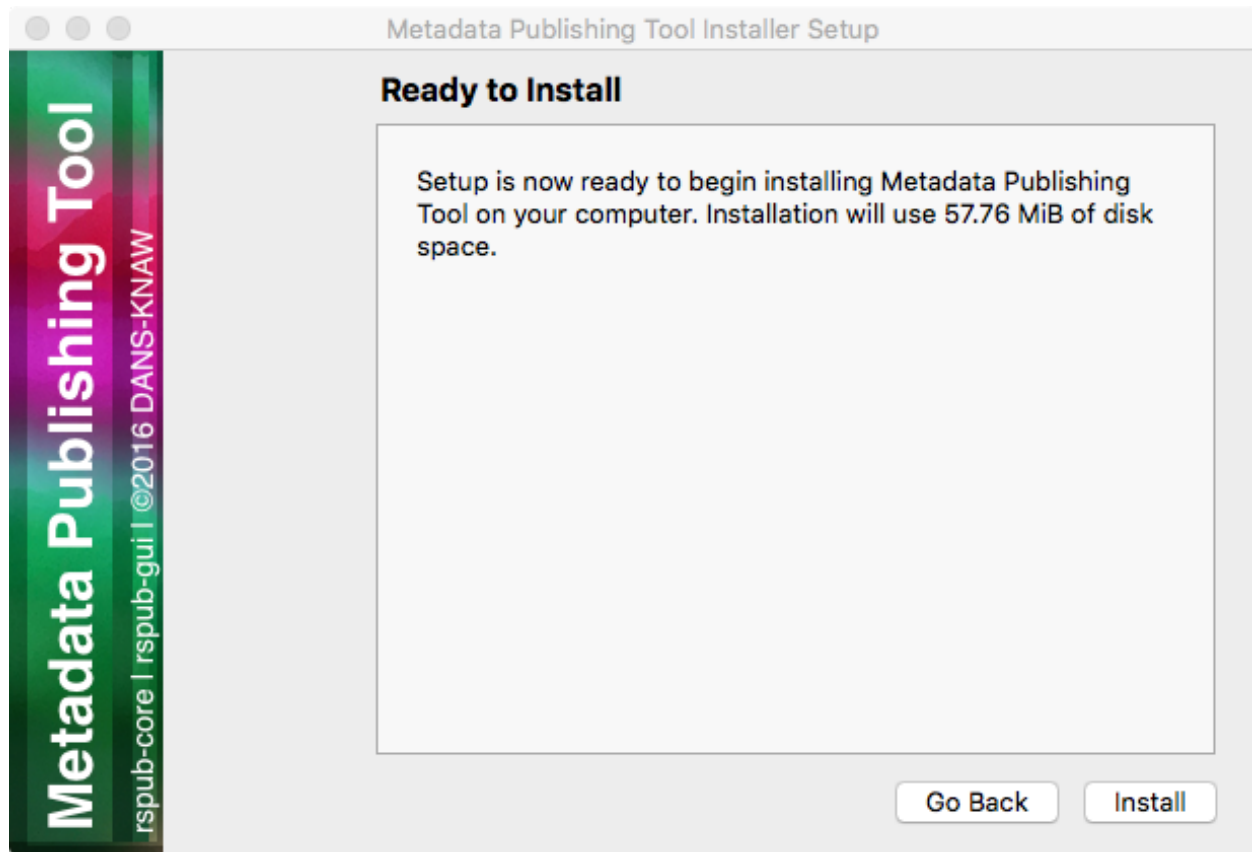 Metadata Publishing Tool Installer Setup
Metadata Publishing Tool
rspub-core | rspub-gui | ©2016 DANS-KNAW
Ready to Install
Setup is now ready to begin installing Metadata Publishing
Tool on your computer. Installation will use 57.76 MiB of disk
space.
Go Back
Install